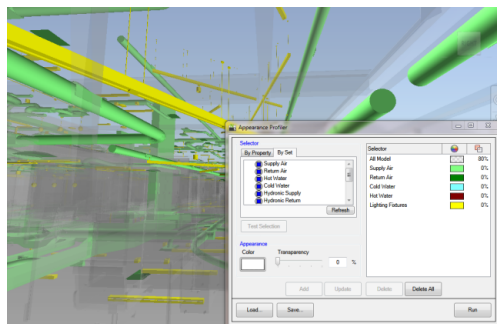 Appearance Profiler
Selector
By Property By Set
Supply Air
Return Air
Hot Water
Cold Water
Hydronic Supply
Hydronic Return
Refresh
Test Selection
Appearance
Color Transparency
0 %
Add Update Delete Delete All
Load... Save... Run
Selector
All Model 80%
Supply Air 0%
Return Air 0%
Cold Water 0%
Hot Water 0%
Lighting Fixtures 0%